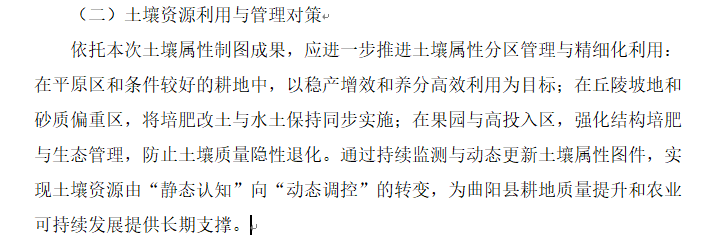 （二）土壤资源利用与管理对策
依托本次土壤属性制图成果，应进一步推进土壤属性分区管理与精细化利用：
在平原区和条件较好的耕地中，以稳产增效和养分高效利用为目标；在丘陵坡地和
砂质偏重区，将培肥改土与水土保持同步实施；在果园与高投入区，强化结构培肥
与生态管理，防止土壤质量隐性退化。通过持续监测与动态更新土壤属性图件，实
现土壤资源由“静态认知”向“动态调控”的转变，为曲阳县耕地质量提升和农业
可持续发展提供长期支撑。